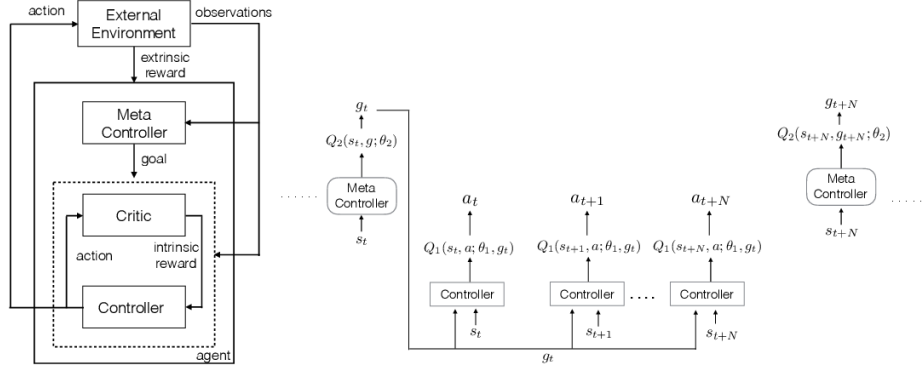 action
External
Environment
observations
extrinsic
reward
Meta
Controller
goal
Critic
action
intrinsic
reward
Controller
agent
. . . . . .
g_t
Q_2(s_t, g; θ_2)
Meta
Controller
s_t
a_t
Q_1(s_t, a; θ_1, g_t)
Controller
s_t
a_{t+1}
Q_1(s_{t+1}, a; θ_1, g_t)
Controller
s_{t+1}
. . . .
a_{t+N}
Q_1(s_{t+N}, a; θ_1, g_t)
Controller
s_{t+N}
g_t
g_{t+N}
Q_2(s_{t+N}, g_{t+N}; θ_2)
Meta
Controller
s_{t+N}
. . . . .